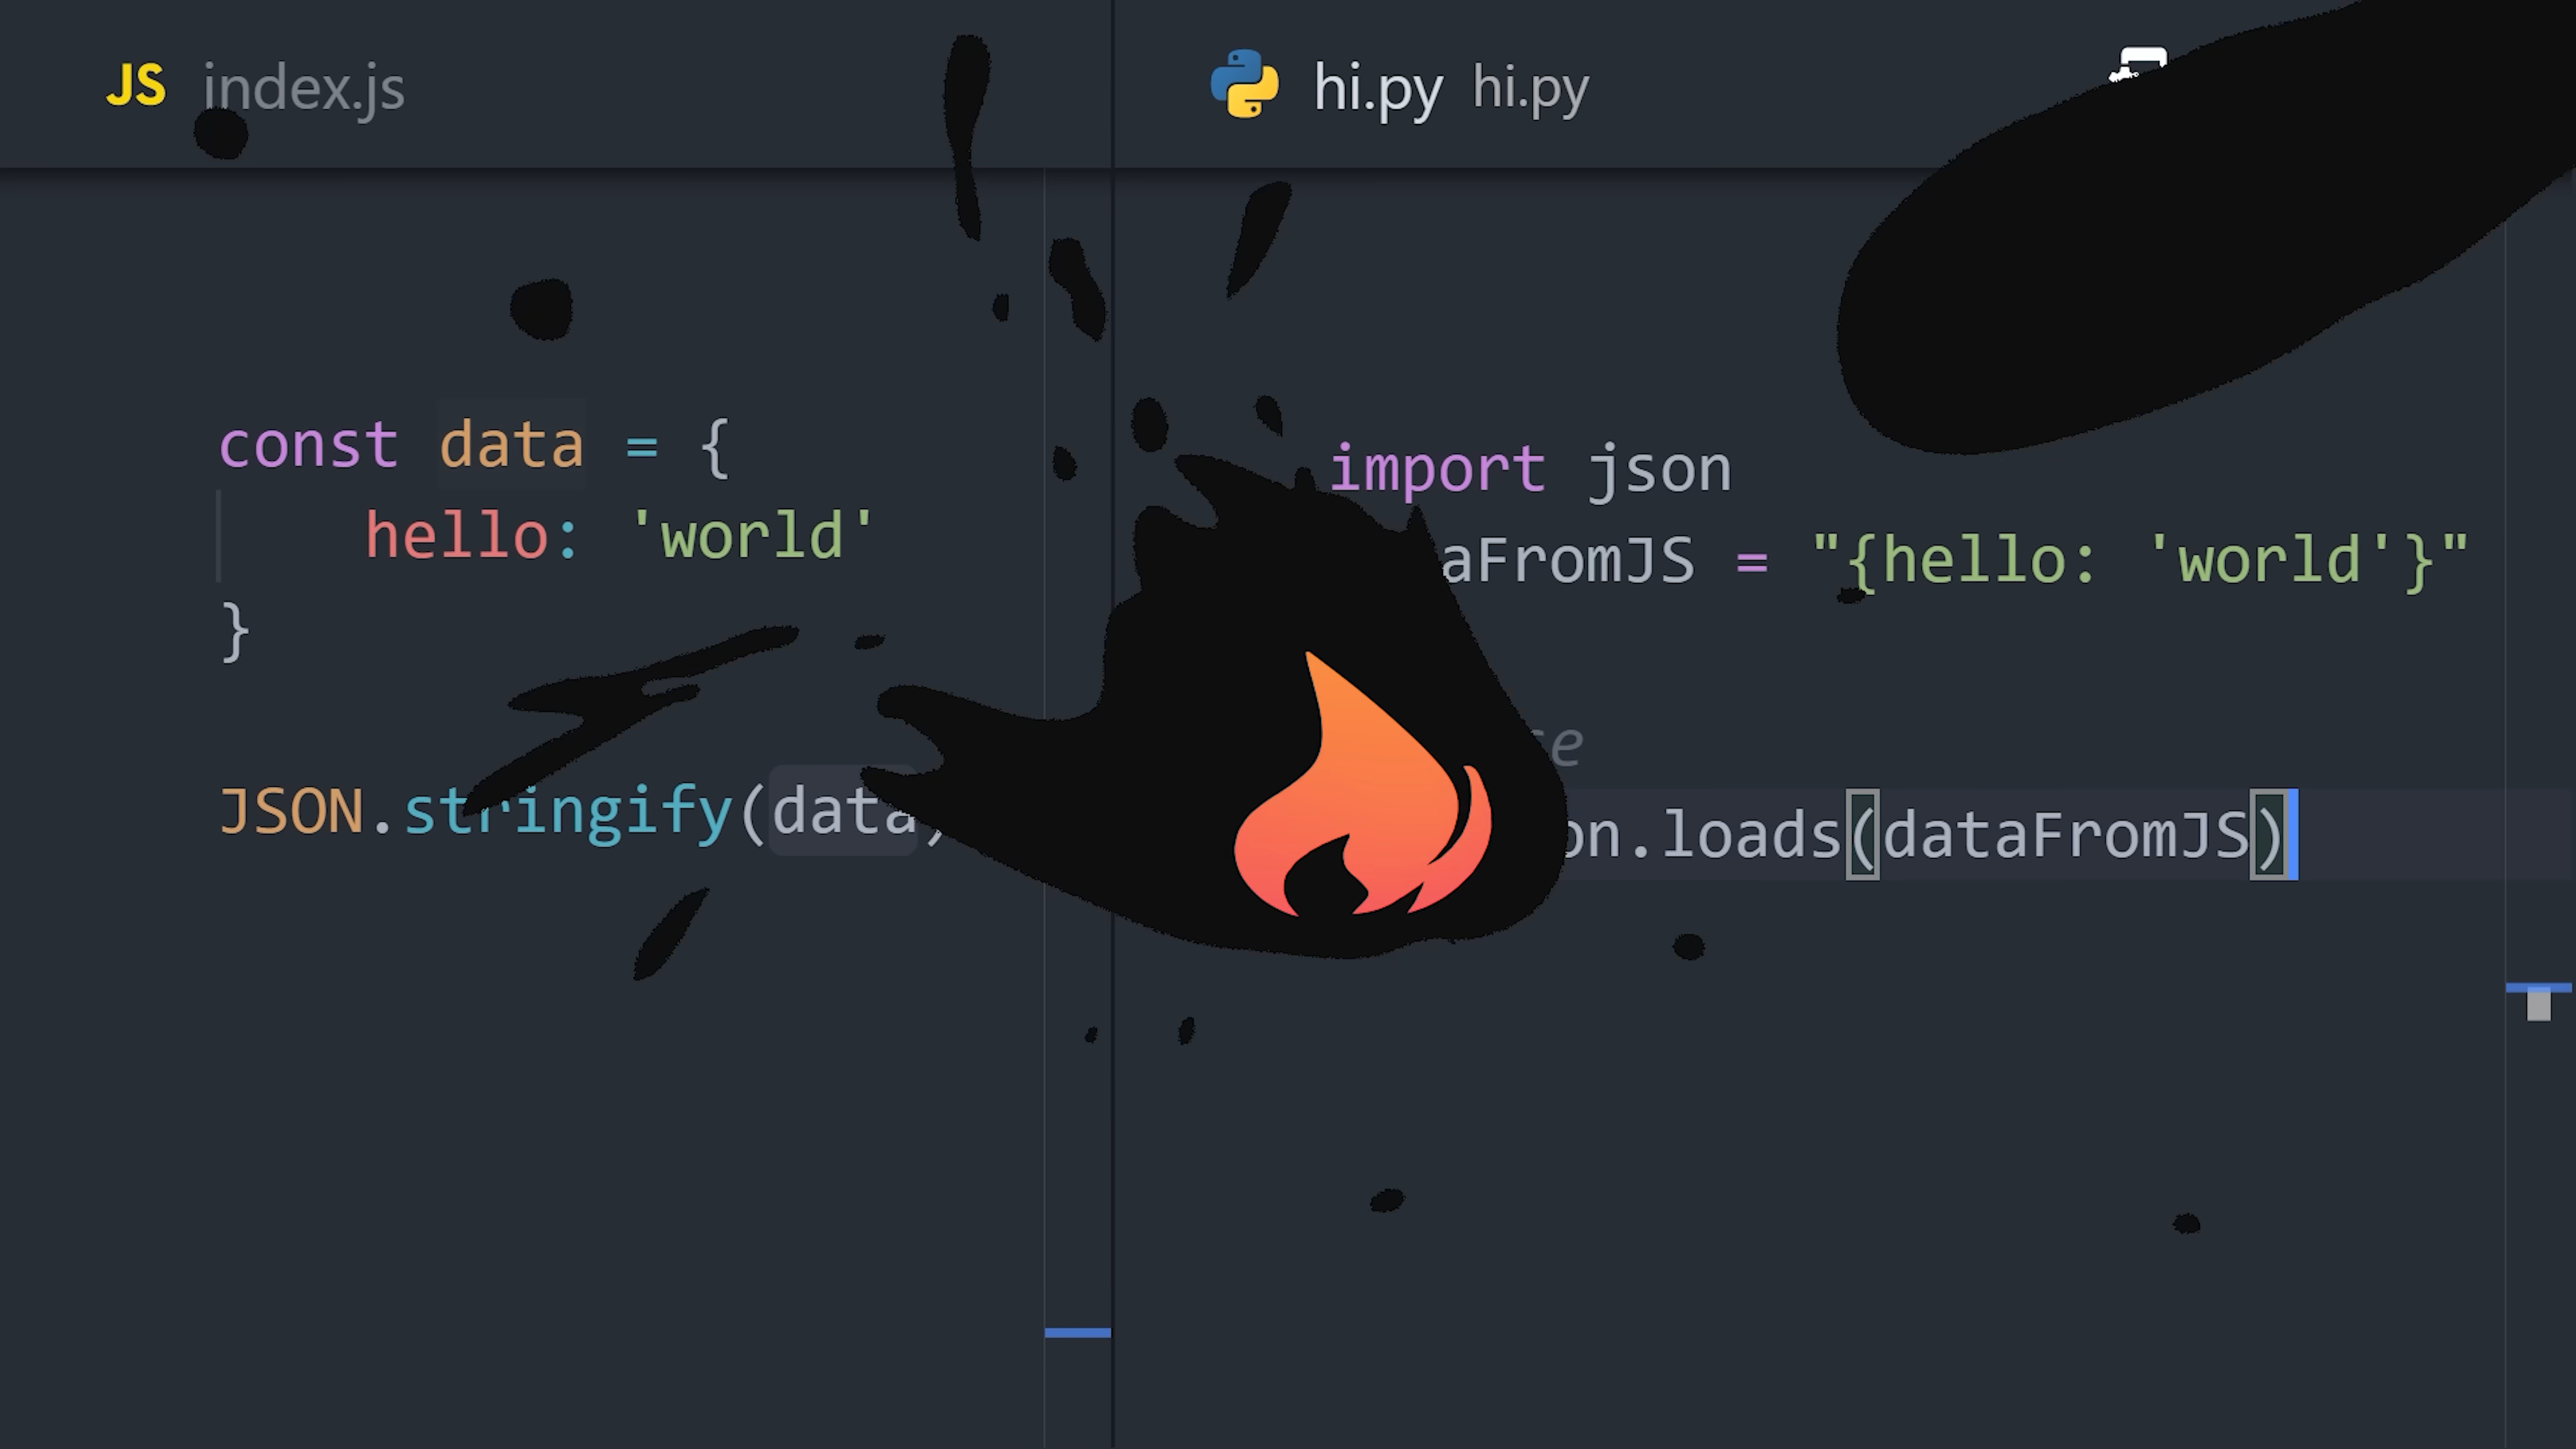 JS index.js
hi.py hi.py
const data = {
hello: 'world'
}
JSON.stringify(data)
import json
aFromJS = "{hello: 'world'}"
on.loads(dataFromJS)